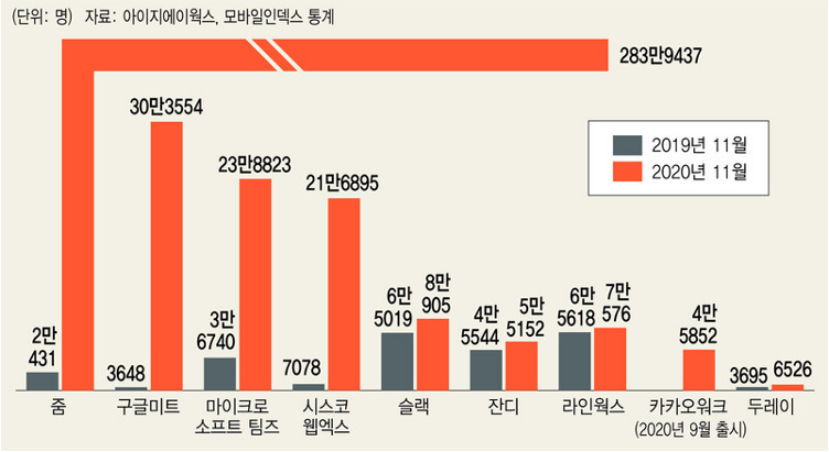 (단위: 명) 자료: 아이지에이웍스, 모바일인덱스 통계
283만9437
30만3554
2019년 11월
2020년 11월
23만8823
21만6895
2만
431
3648
3만
6740
7078
6만
5019
8만
905
4만
5544
5만
5152
6만
5618
7만
576
4만
5852
3695
6526
줌
구글미트
마이크로
소프트 팀즈
시스코
웹엑스
슬랙
잔디
라인웍스
카카오워크
(2020년 9월 출시)
두레이